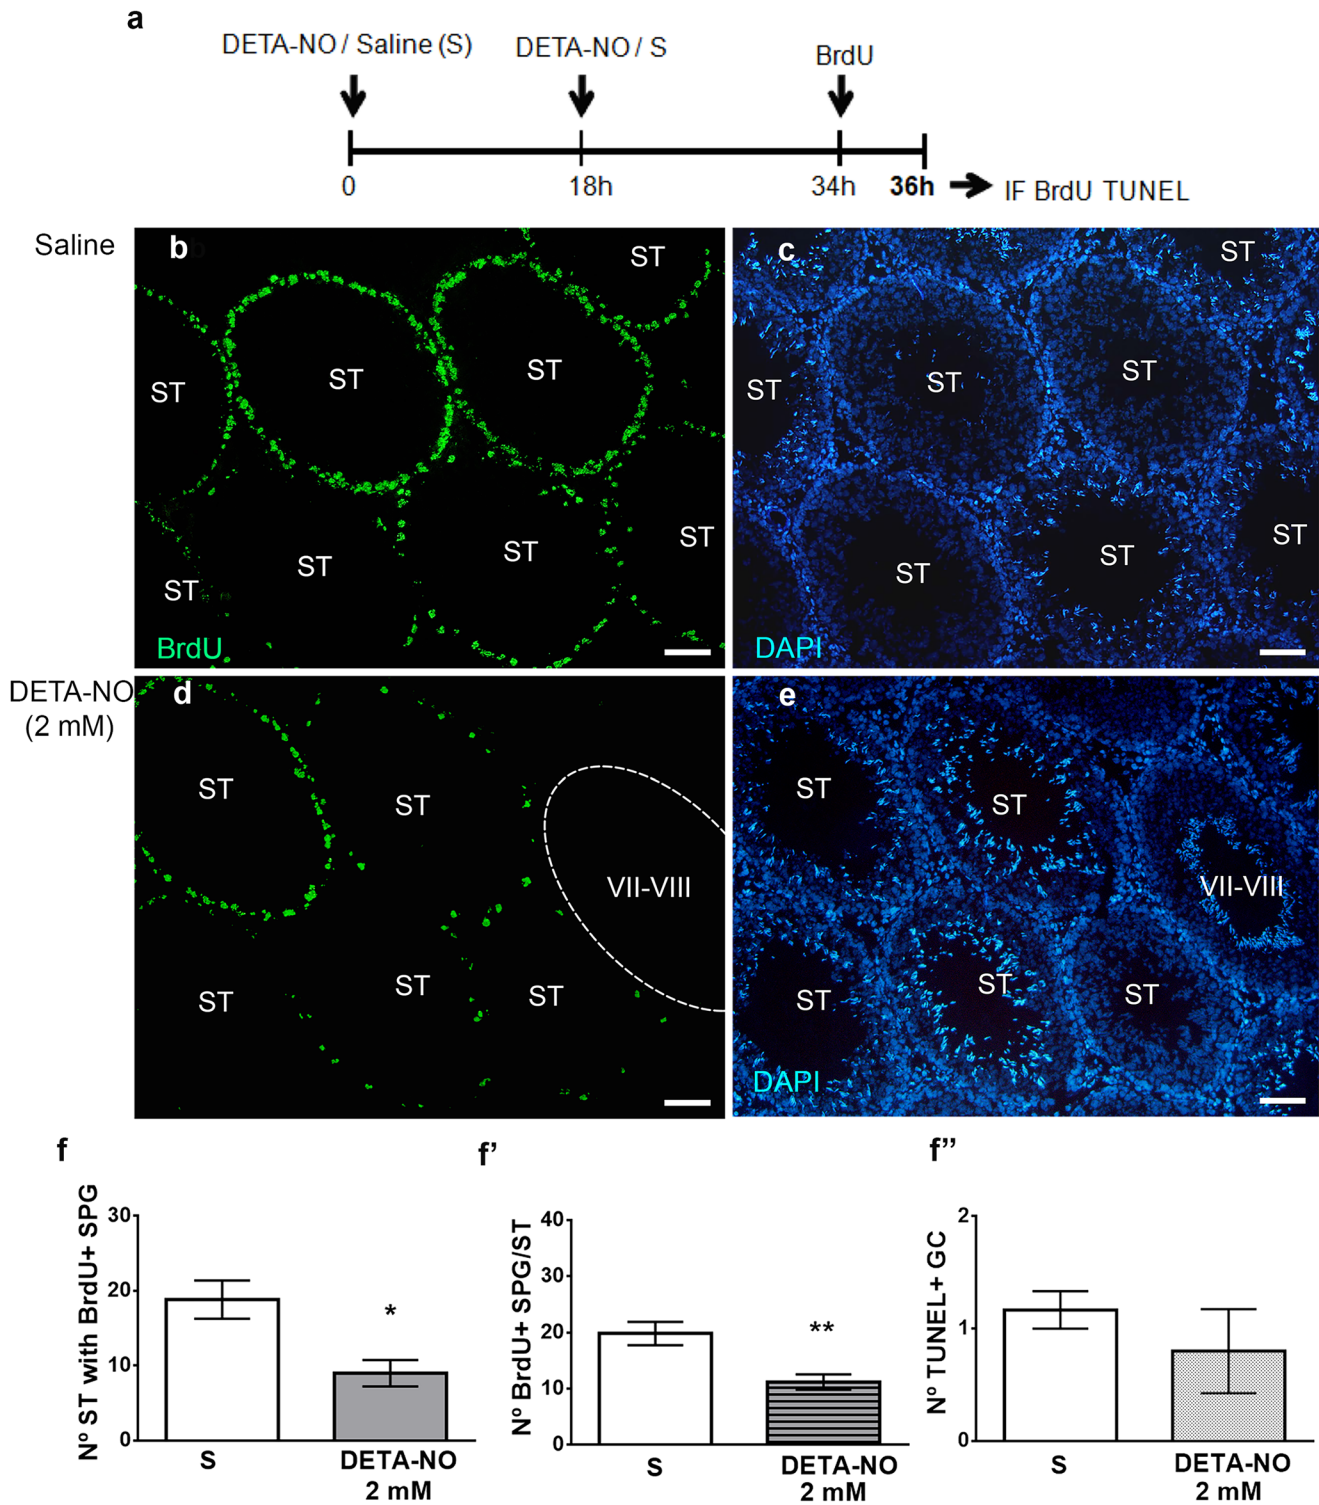 a
DETA-NO / Saline (S)
DETA-NO / S
BrdU
0
18h
34h
36h
IF BrdU TUNEL
Saline
b
ST
ST
ST
ST
ST
ST
ST
ST
BrdU
c
ST
ST
ST
ST
ST
ST
ST
DAPI
DETA-NO
(2 mM)
d
ST
ST
VII-VIII
ST
ST
ST
e
ST
ST
VII-VIII
ST
ST
ST
DAPI
f
Nº ST with BrdU+ SPG
30
20
10
0
*
S
DETA-NO
2 mM
f’
Nº BrdU+ SPG/ST
40
30
20
10
0
**
S
DETA-NO
2 mM
f’’
Nº TUNEL+ GC
2
1
0
S
DETA-NO
2 mM